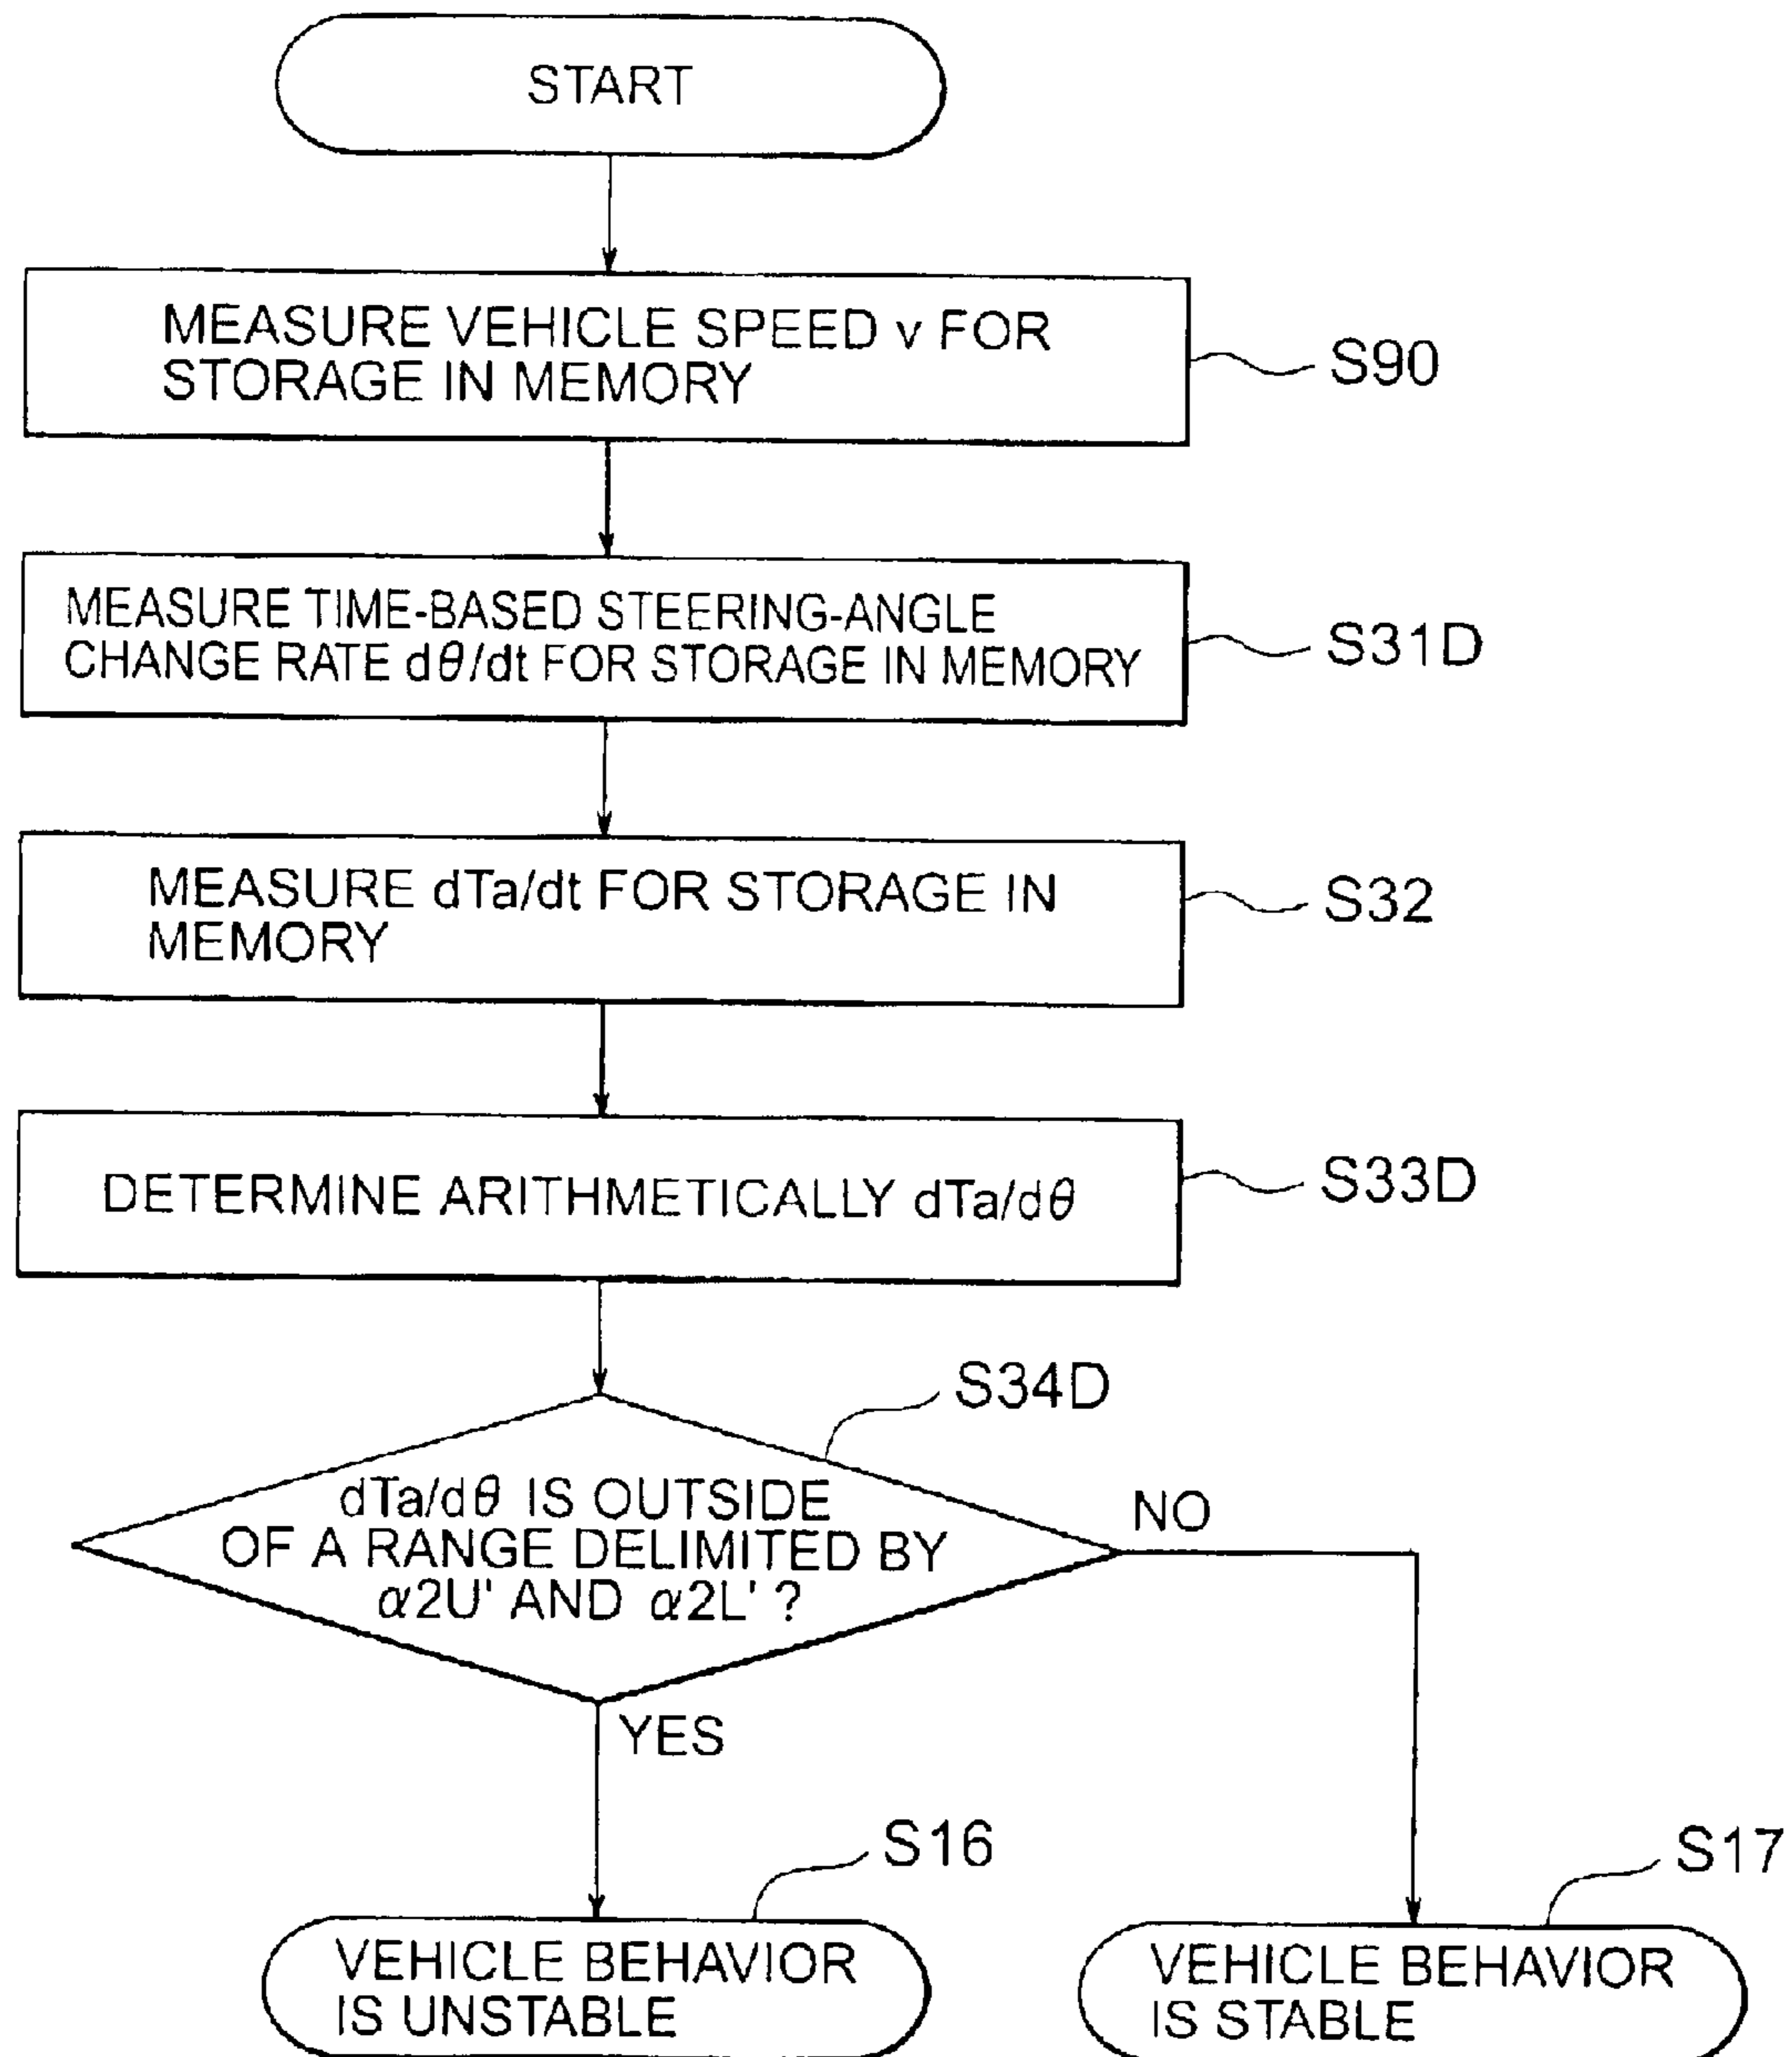 START
MEASURE VEHICLE SPEED v FOR
STORAGE IN MEMORY
S90
MEASURE TIME-BASED STEERING-ANGLE
CHANGE RATE dθ/dt FOR STORAGE IN MEMORY
S31D
MEASURE dTa/dt FOR STORAGE IN
MEMORY
S32
DETERMINE ARITHMETICALLY dTa/dθ
S33D
S34D
dTa/dθ IS OUTSIDE
OF A RANGE DELIMITED BY
α2U' AND α2L' ?
NO
YES
S16
S17
VEHICLE BEHAVIOR
IS UNSTABLE
VEHICLE BEHAVIOR
IS STABLE